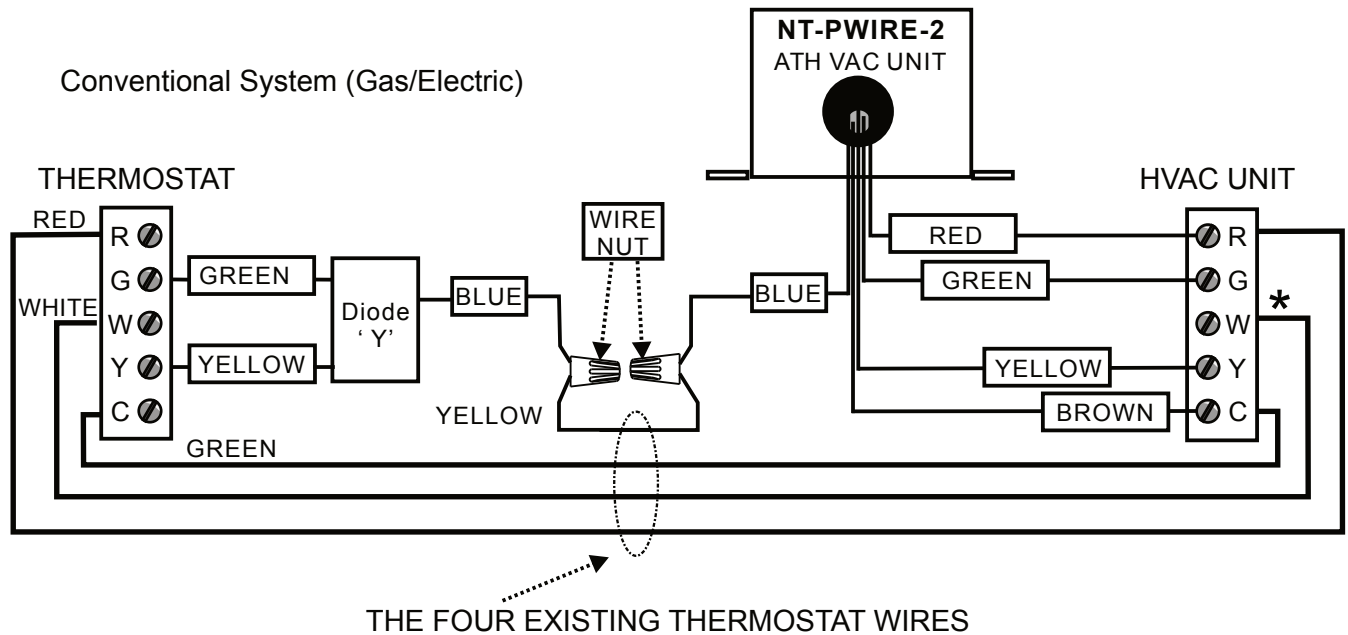 NT-PWIRE-2
ATH VAC UNIT
Conventional System (Gas/Electric)
THERMOSTAT
HVAC UNIT
RED
R
G
W
Y
C
WHITE
GREEN
YELLOW
Diode
‘ Y’
BLUE
WIRE
NUT
BLUE
RED
GREEN
YELLOW
BROWN
R
G
*
W
Y
C
YELLOW
GREEN
THE FOUR EXISTING THERMOSTAT WIRES